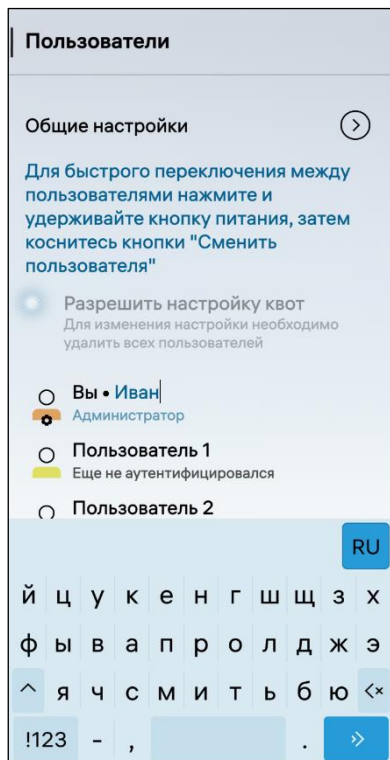 Пользователи
Общие настройки
Для быстрого переключения между
пользователями нажмите и
удерживайте кнопку питания, затем
коснитесь кнопки "Сменить
пользователя"
Разрешить настройку квот
Для изменения настройки необходимо
удалить всех пользователей
Вы • Иван
Администратор
Пользователь 1
Еще не аутентифицировался
Пользователь 2
RU
й ц у к е н г ш щ з х
ф ы в а п р о л д ж э
я ч с м и т ь б ю
!123 - , .